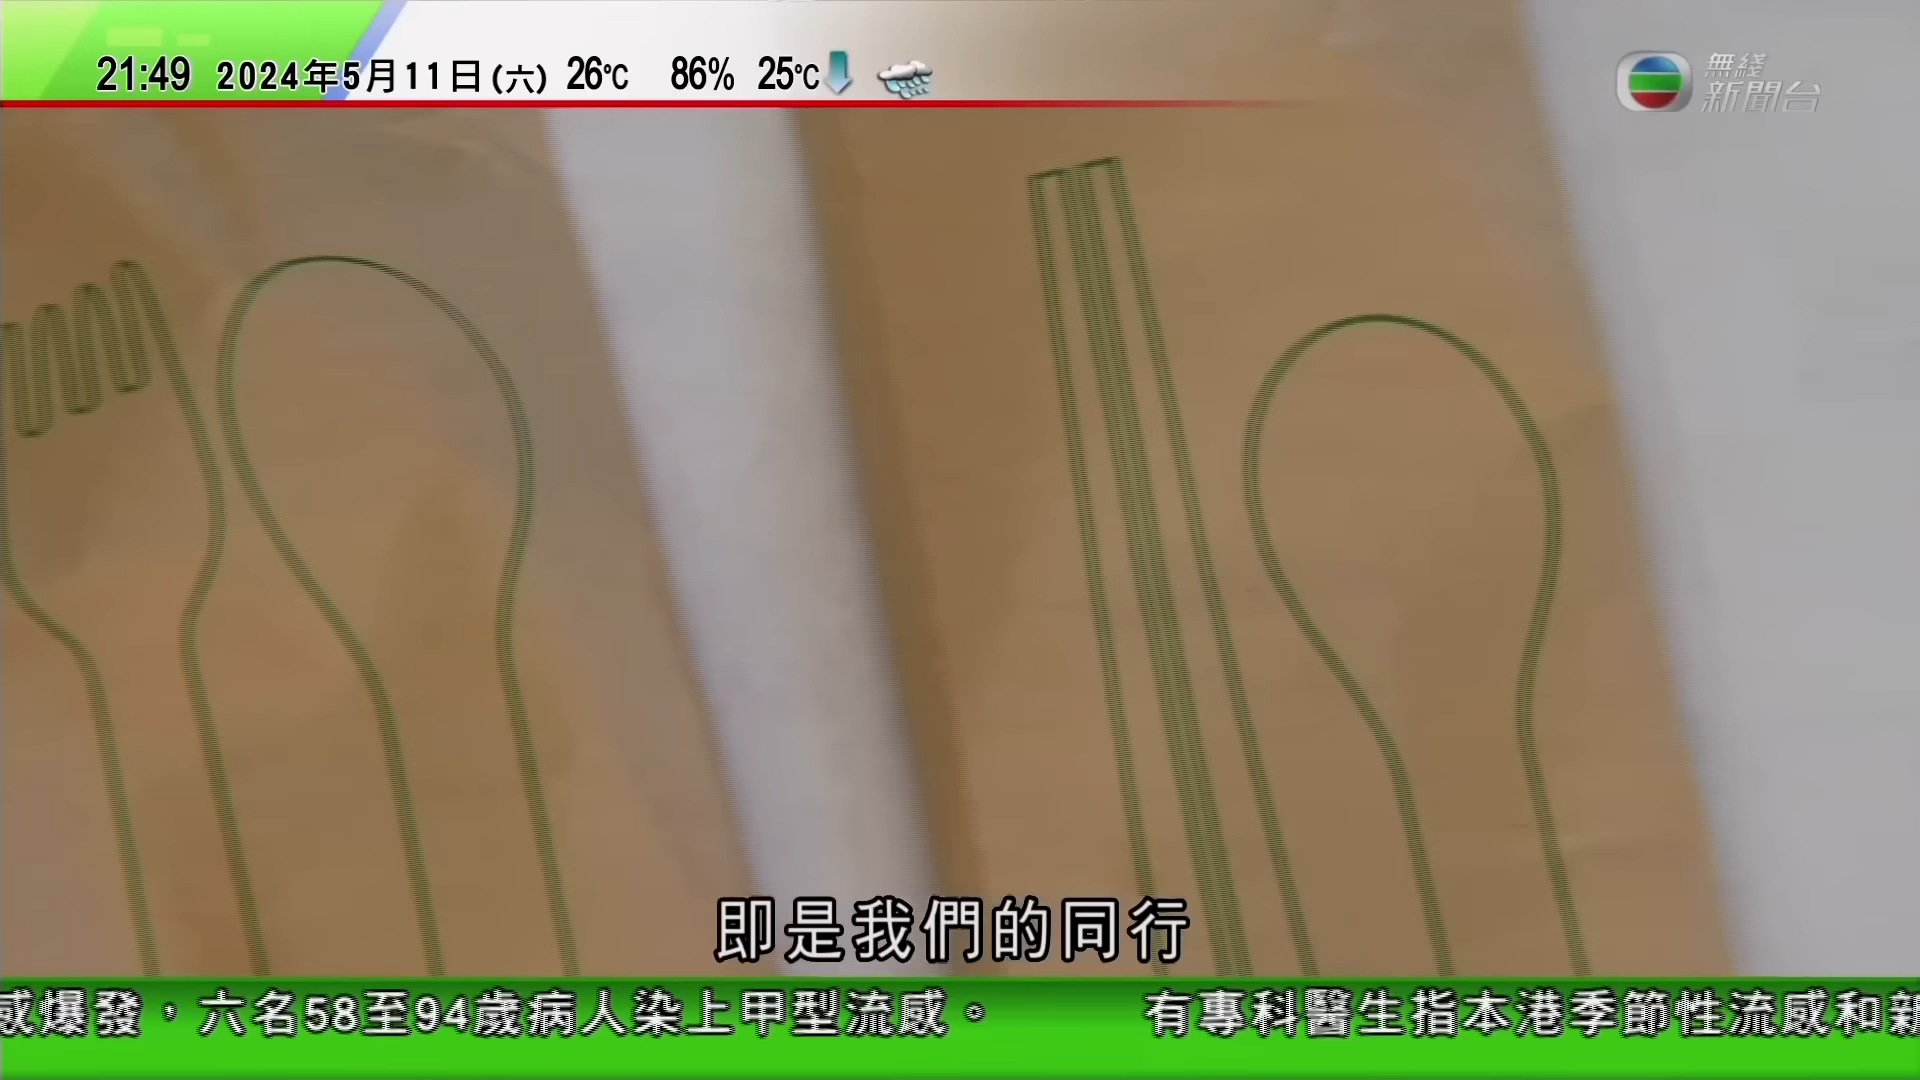 21:49 2024年5月11日(六) 26℃ 86% 25℃
無綫
新聞台
即是我們的同行
感爆發，六名58至94歲病人染上甲型流感。 有專科醫生指本港季節性流感和新